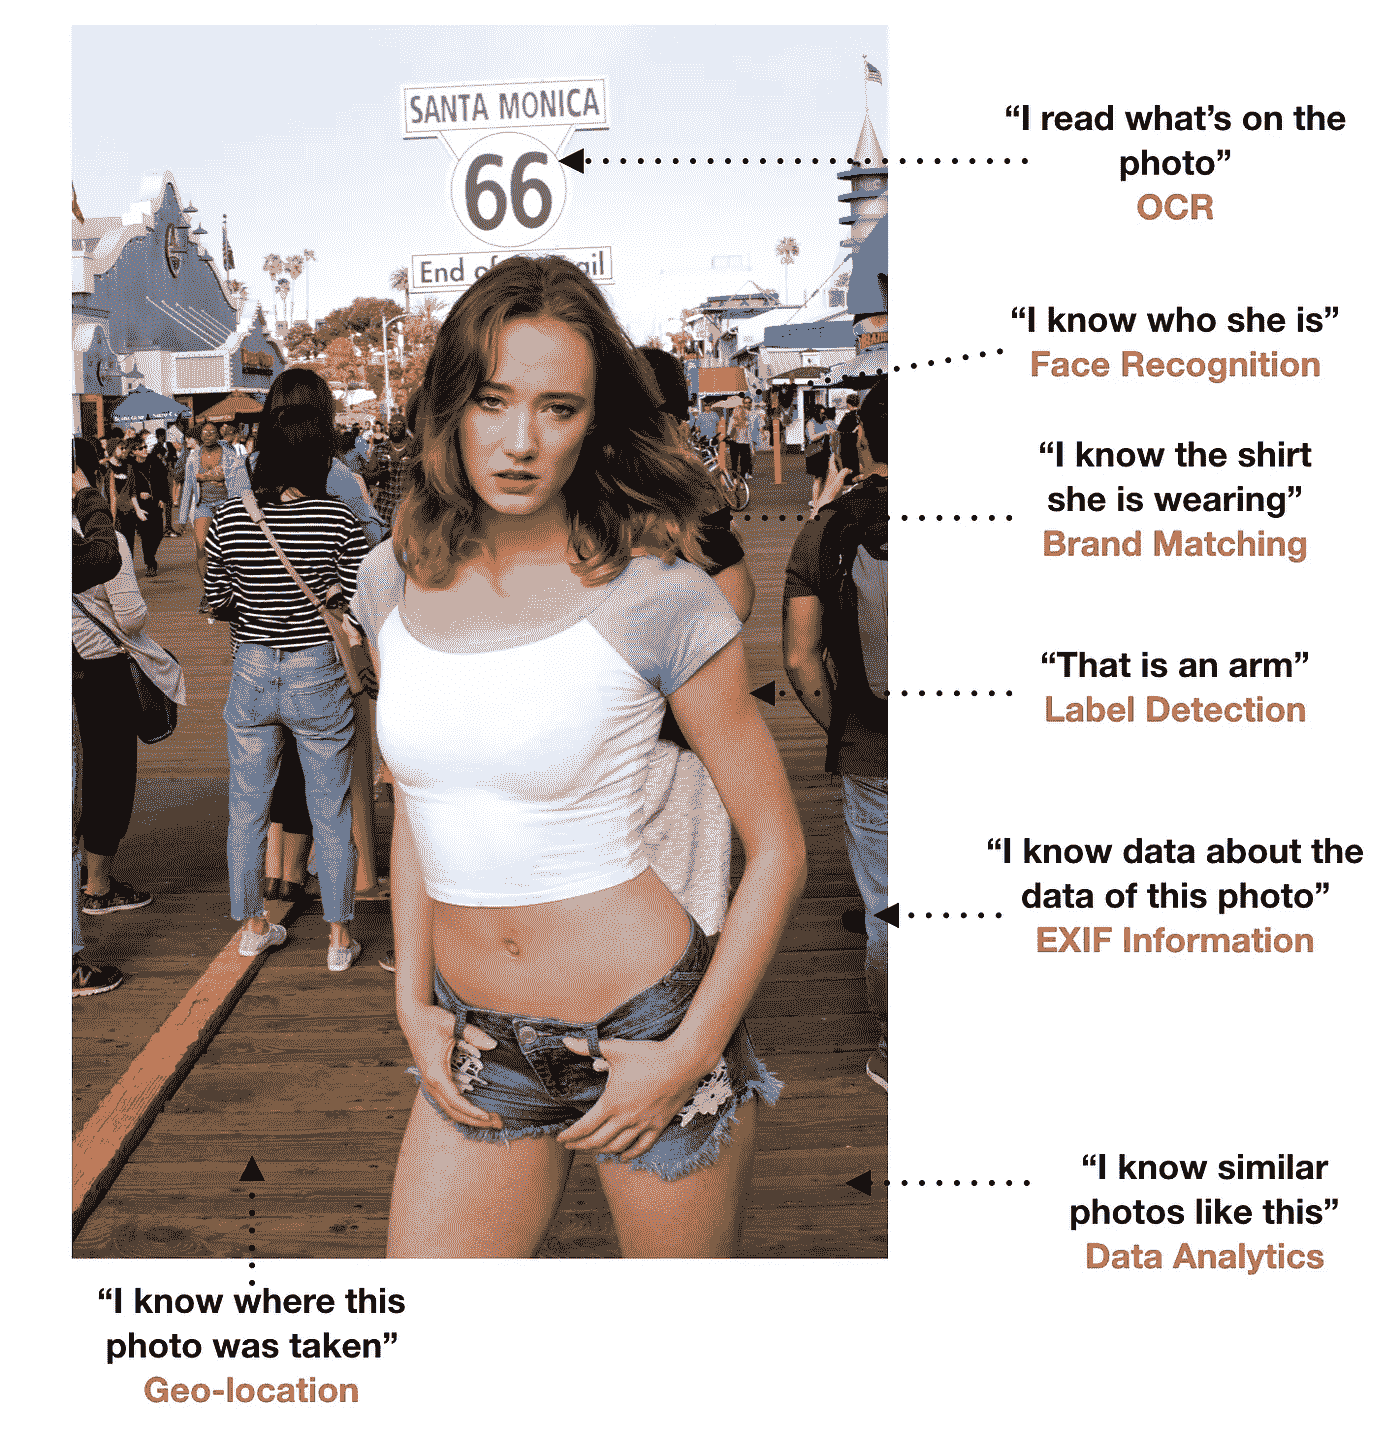 SANTA MONICA
66
End of ail
“I read what’s on the
photo”
OCR
“I know who she is”
Face Recognition
“I know the shirt
she is wearing”
Brand Matching
“That is an arm”
Label Detection
“I know data about the
data of this photo”
EXIF Information
“I know similar
photos like this”
Data Analytics
“I know where this
photo was taken”
Geo-location